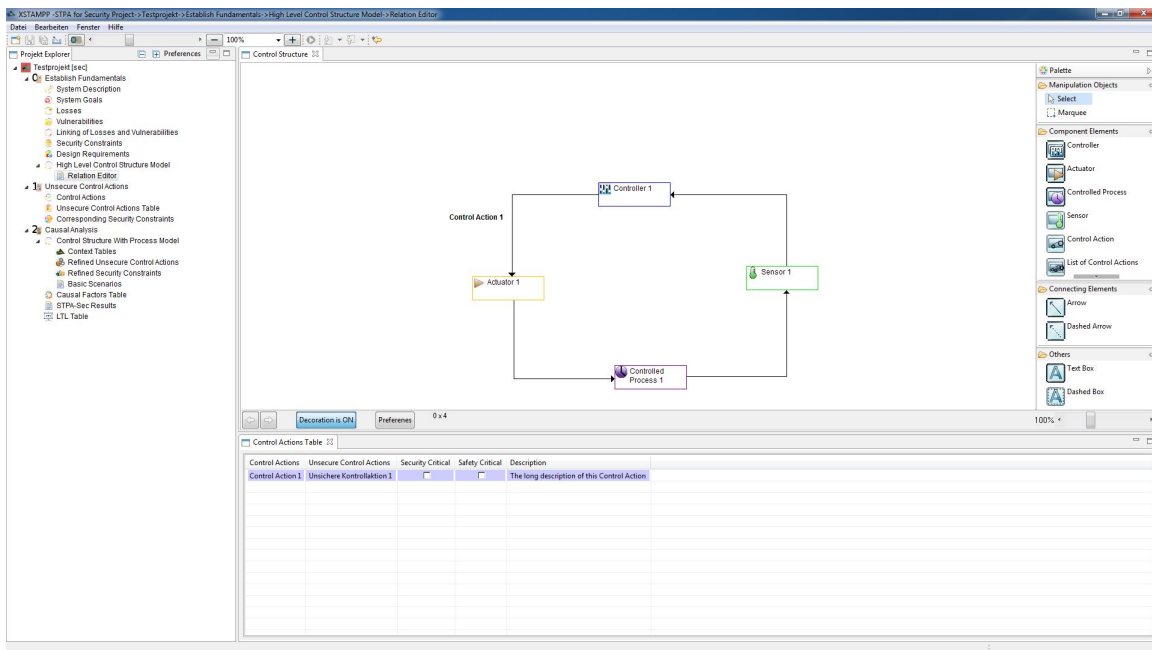 XSTAMPP -STPA for Security Project->Testprojekt->Establish Fundamentals->High Level Control Structure Model->Relation Editor
Datei Bearbeiten Fenster Hilfe
100%
Projekt Explorer
Preferences
Testprojekt [sec]
0 Establish Fundamentals
System Description
System Goals
Losses
Vulnerabilities
Linking of Losses and Vulnerabilities
Security Constraints
Design Requirements
High Level Control Structure Model
Relation Editor
1 Unsecure Control Actions
Control Actions
Unsecure Control Actions Table
Corresponding Security Constraints
2 Causal Analysis
Control Structure With Process Model
Context Tables
Refined Unsecure Control Actions
Refined Security Constraints
Basic Scenarios
Causal Factors Table
STPA-Sec Results
LTL Table
Control Structure
Controller 1
Control Action 1
Actuator 1
Sensor 1
Controlled
Process 1
Decoration is ON
Preferenes
0 x 4
100%
Palette
Manipulation Objects
Select
Marquee
Component Elements
Controller
Actuator
Controlled Process
Sensor
Control Action
List of Control Actions
Connecting Elements
Arrow
Dashed Arrow
Others
Text Box
Dashed Box
Control Actions Table
Control Actions Unsecure Control Actions Security Critical Safety Critical Description
Control Action 1 Unsichere Kontrollaktion 1 The long description of this Control Action